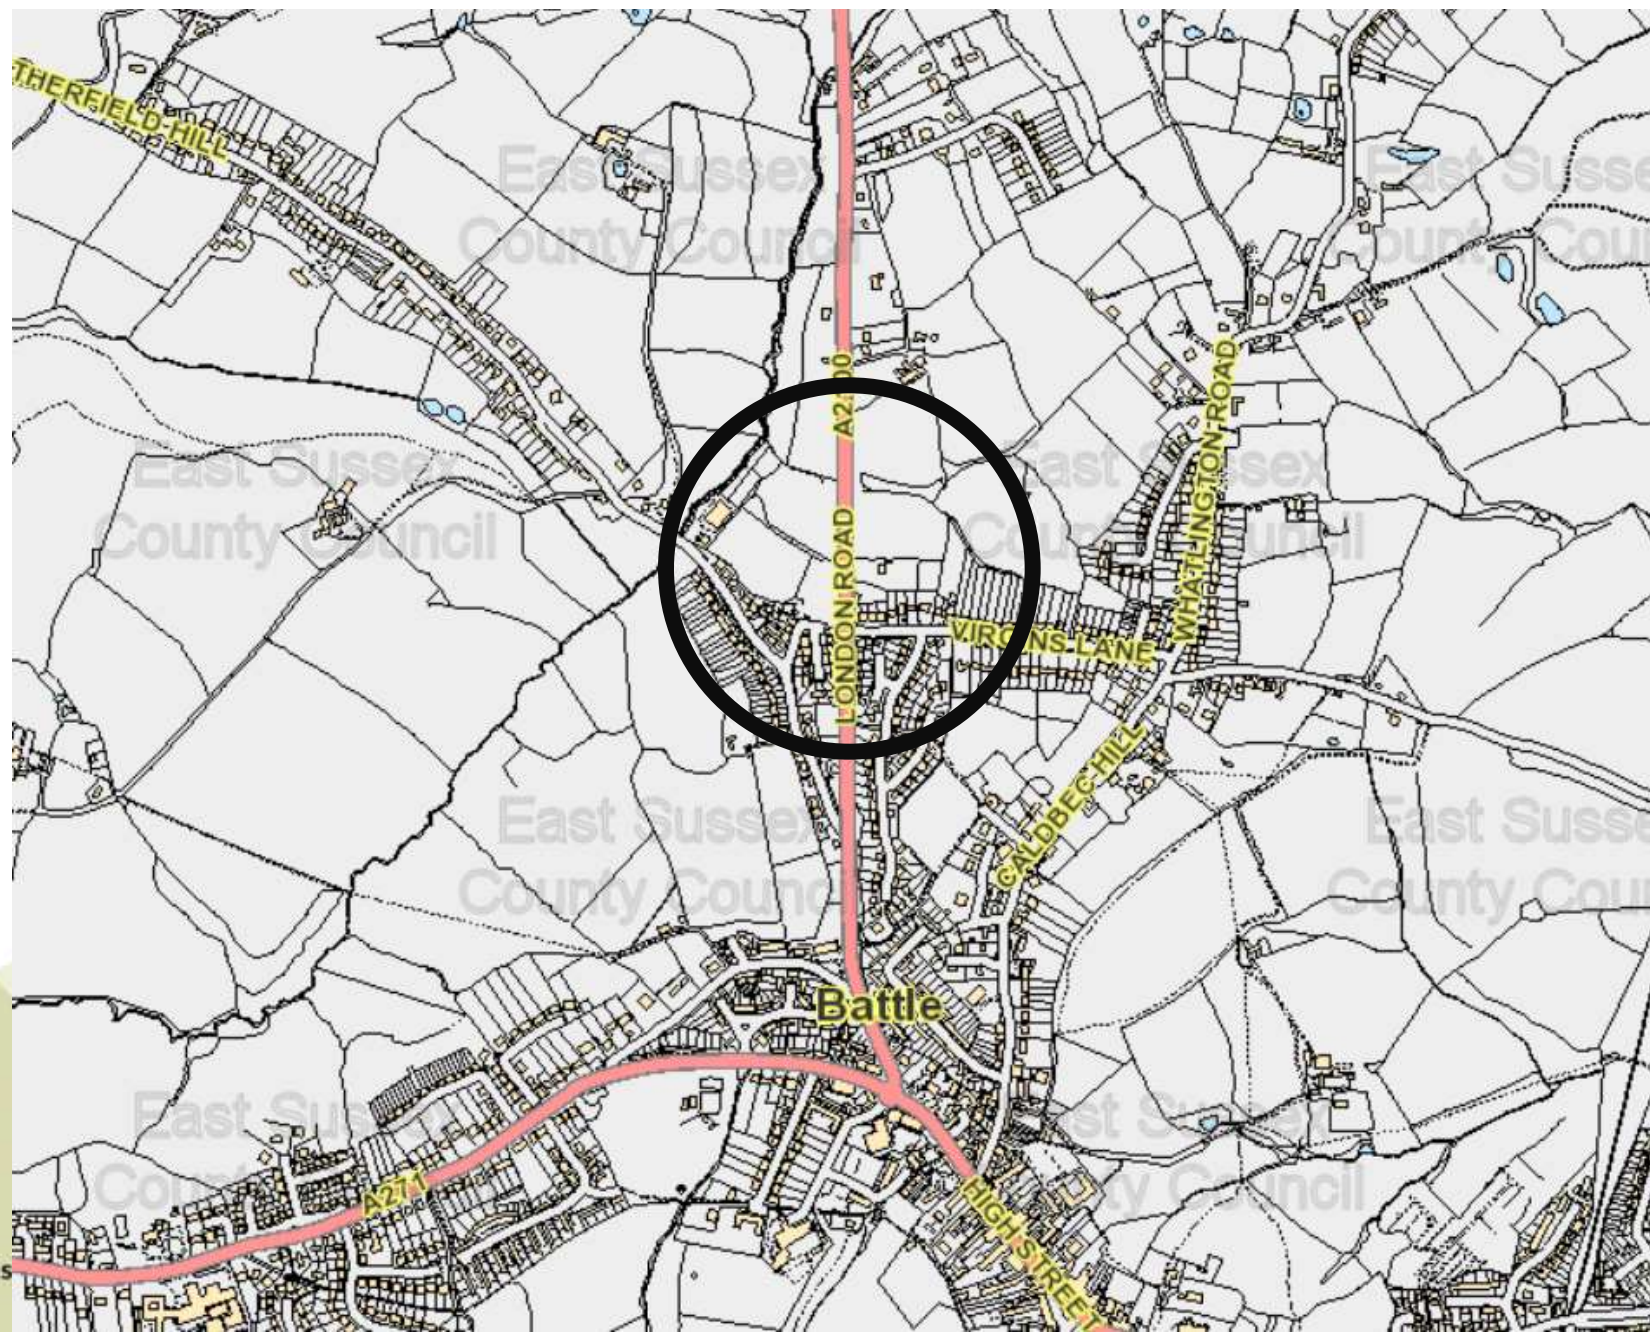 THERFIELD HILL
East Sussex
County Council
East Sussex
County Council
WHATLINGTON ROAD
East Sussex
County Council
LONDON ROAD
East Sussex
County Council
VIRGINS LANE
CALDBEC HILL
East Sussex
County Council
East Sussex
County Council
Battle
East Sussex
County Council
East Sussex
County Council
A271
HIGH STREET